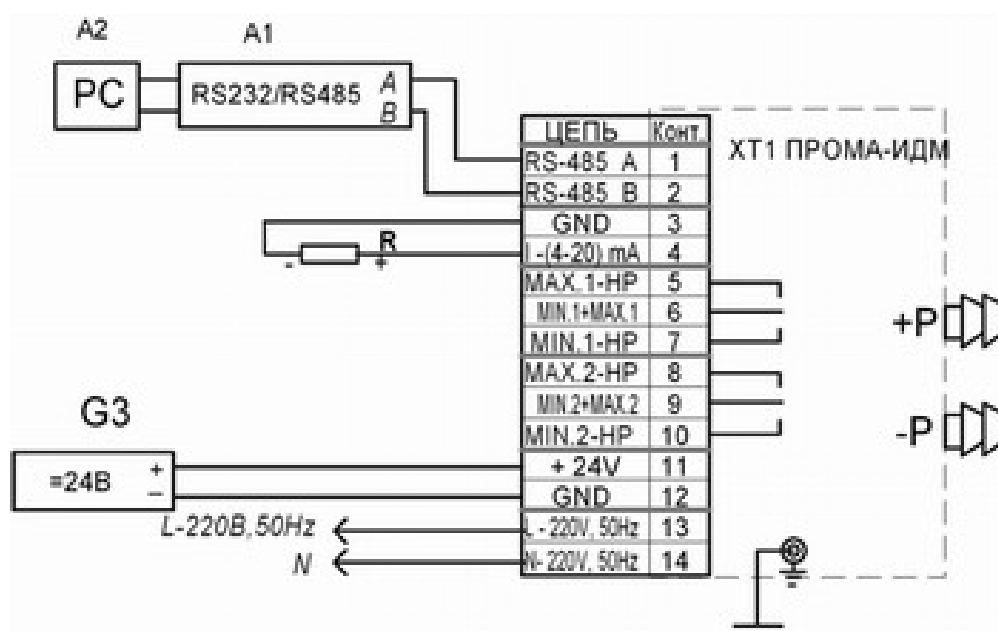 A2
A1
PC
RS232/RS485
A
B
ЦЕПЬ Конт.
RS-485 A 1
RS-485 B 2
GND 3
I -(4-20) mA 4
MAX.1-HP 5
MIN.1+MAX.1 6
MIN.1-HP 7
MAX.2-HP 8
MIN.2+MAX.2 9
MIN.2-HP 10
+ 24V 11
GND 12
L - 220V, 50Hz 13
N- 220V, 50Hz 14
XT1 ПРОМА-ИДМ
R
- +
+P
-P
G3
=24В + –
L-220В,50Hz
N